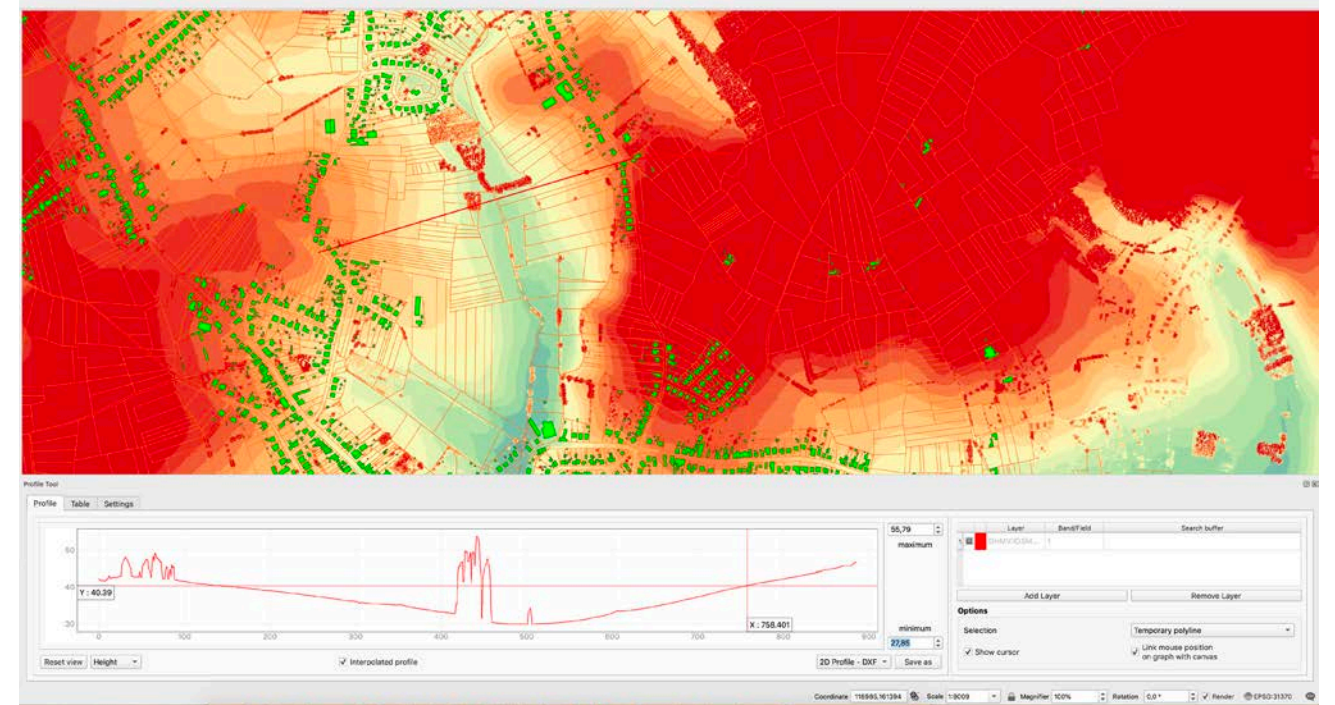 Profile Tool
Profile Table Settings
Layer Band/Field Search buffer
1
1
55,79
maximum
50
40
30
Y : 40.39
X : 758.401
0 100 200 300 400 500 600 700 800 900
minimum
27,85
Add Layer Remove Layer
Options
Selection Temporary polyline
Show cursor
Link mouse position
on graph with canvas
Reset view Height Interpolated profile 2D Profile - DXF Save as
Coordinate Scale 1:8009 Magnifier 100% Rotation 0,0 ° Render EPSG:31370